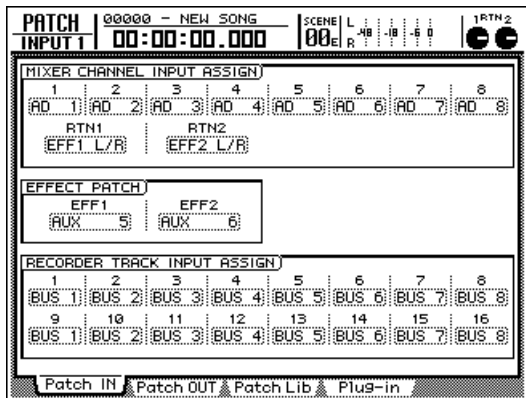 PATCH 00000 - NEW SONG SCENE L 1 RTN 2
INPUT 1 00:00:00.000 00E R -48 -18 -6 0
MIXER CHANNEL INPUT ASSIGN
1 2 3 4 5 6 7 8
AD 1 AD 2 AD 3 AD 4 AD 5 AD 6 AD 7 AD 8
RTN1 RTN2
EFF1 L/R EFF2 L/R
EFFECT PATCH
EFF1 EFF2
AUX 5 AUX 6
RECORDER TRACK INPUT ASSIGN
1 2 3 4 5 6 7 8
BUS 1 BUS 2 BUS 3 BUS 4 BUS 5 BUS 6 BUS 7 BUS 8
9 10 11 12 13 14 15 16
BUS 1 BUS 2 BUS 3 BUS 4 BUS 5 BUS 6 BUS 7 BUS 8
Patch IN Patch OUT Patch Lib Plug-in